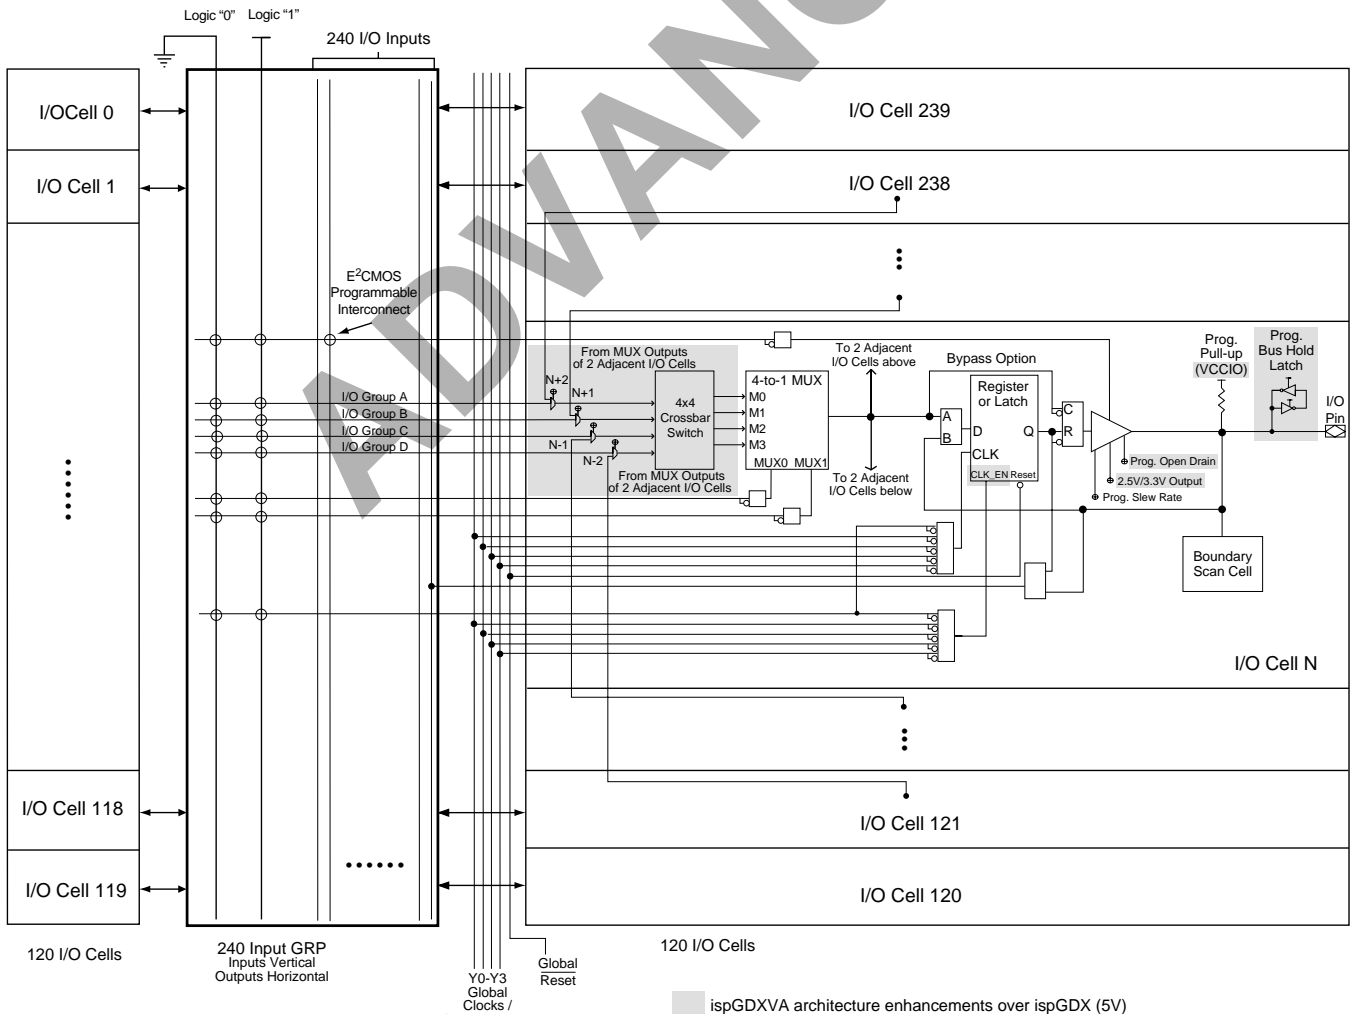 Logic “0” Logic “1”
240 I/O Inputs
I/OCell 0
I/O Cell 1
I/O Cell 118
I/O Cell 119
120 I/O Cells
E2CMOS
Programmable
Interconnect
I/O Group A
I/O Group B
I/O Group C
I/O Group D
240 Input GRP
Inputs Vertical
Outputs Horizontal
Y0-Y3
Global
Clocks /
Global
Reset
I/O Cell 239
I/O Cell 238
From MUX Outputs
of 2 Adjacent I/O Cells
N+2
N+1
N-1
N-2
4x4
Crossbar
Switch
From MUX Outputs
of 2 Adjacent I/O Cells
4-to-1 MUX
M0
M1
M2
M3
MUX0 MUX1
To 2 Adjacent
I/O Cells above
To 2 Adjacent
I/O Cells below
Bypass Option
A
B
Register
or Latch
D
Q
CLK
CLK_EN Reset
C
R
Prog.
Pull-up
(VCCIO)
Prog.
Bus Hold
Latch
I/O
Pin
Prog. Open Drain
2.5V/3.3V Output
Prog. Slew Rate
Boundary
Scan Cell
I/O Cell N
I/O Cell 121
I/O Cell 120
120 I/O Cells
ispGDXVA architecture enhancements over ispGDX (5V)